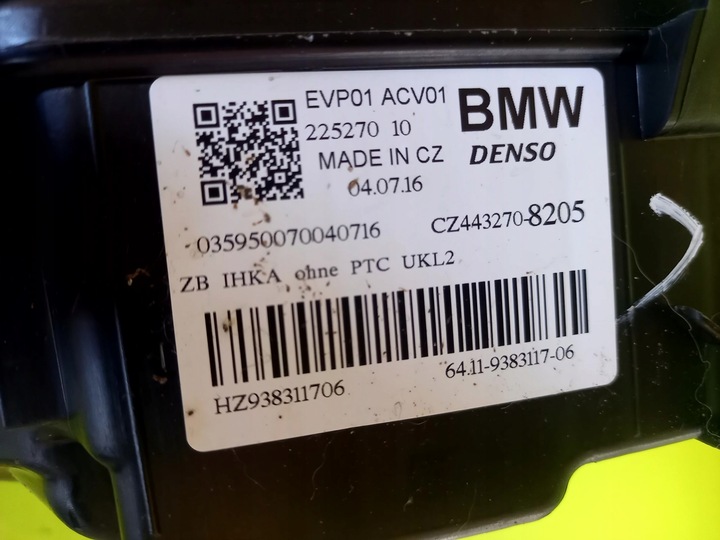 EVP01 ACV01
BMW
225270 10
MADE IN CZ
DENSO
04.07.16
035950070040716
CZ443270-8205
ZB IHKA ohne PTC UKL2
HZ938311706
64.11-9383117-06